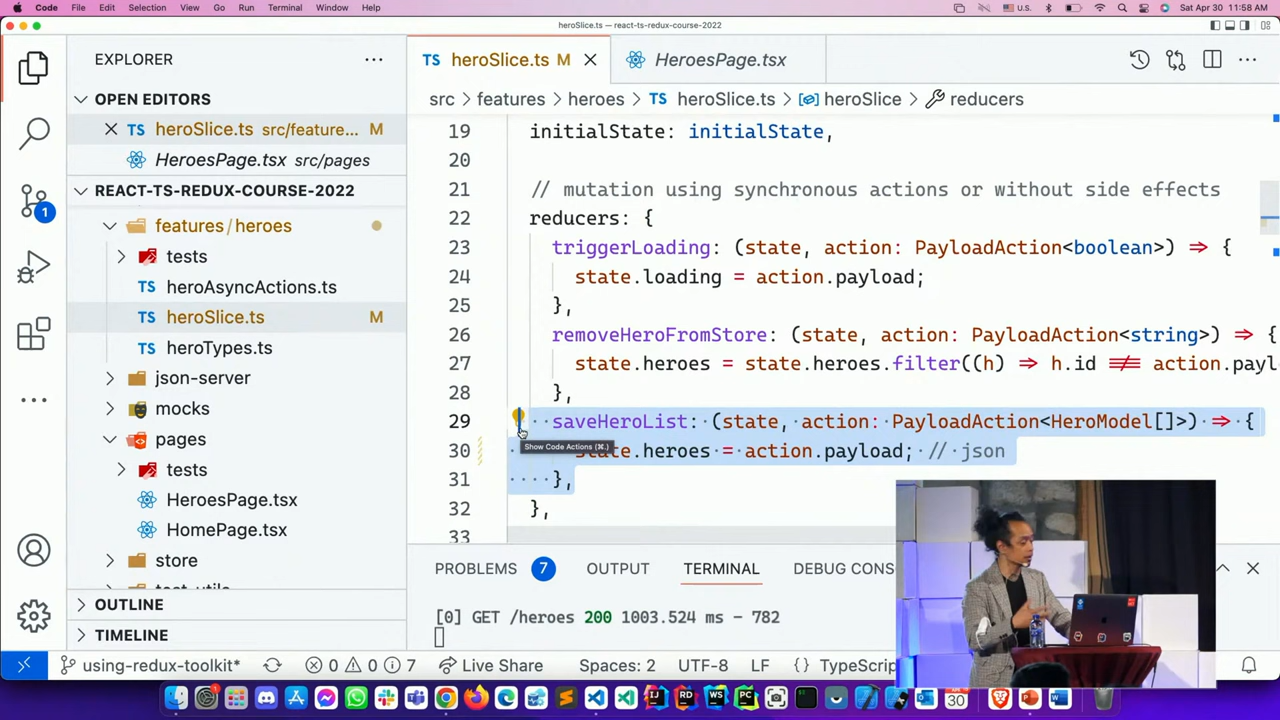 Code File Edit Selection View Go Run Terminal Window Help U.S. Sat Apr 30 11:58 AM
heroSlice.ts — react-ts-redux-course-2022
EXPLORER
OPEN EDITORS
TS heroSlice.ts src/feature... M
HeroesPage.tsx src/pages
REACT-TS-REDUX-COURSE-2022
features/heroes
tests
TS heroAsyncActions.ts
TS heroSlice.ts M
TS heroTypes.ts
json-server
mocks
pages
tests
HeroesPage.tsx
HomePage.tsx
store
OUTLINE
TIMELINE
1
TS heroSlice.ts M
HeroesPage.tsx
src features heroes TS heroSlice.ts heroSlice reducers
19 initialState: initialState,
20
21 // mutation using synchronous actions or without side effects
22 reducers: {
23 triggerLoading: (state, action: PayloadAction<boolean>) => {
24 state.loading = action.payload;
25 },
26 removeHeroFromStore: (state, action: PayloadAction<string>) => {
27 state.heroes = state.heroes.filter((h) => h.id !== action.payl
28 },
29 saveHeroList: (state, action: PayloadAction<HeroModel[]>) => {
Show Code Actions (⌘.)
30 state.heroes = action.payload; // json
31 },
32 },
33
PROBLEMS 7 OUTPUT TERMINAL DEBUG CONS
[0] GET /heroes 200 1003.524 ms - 782
using-redux-toolkit* 0 0 7 Live Share Spaces: 2 UTF-8 LF {} TypeScri